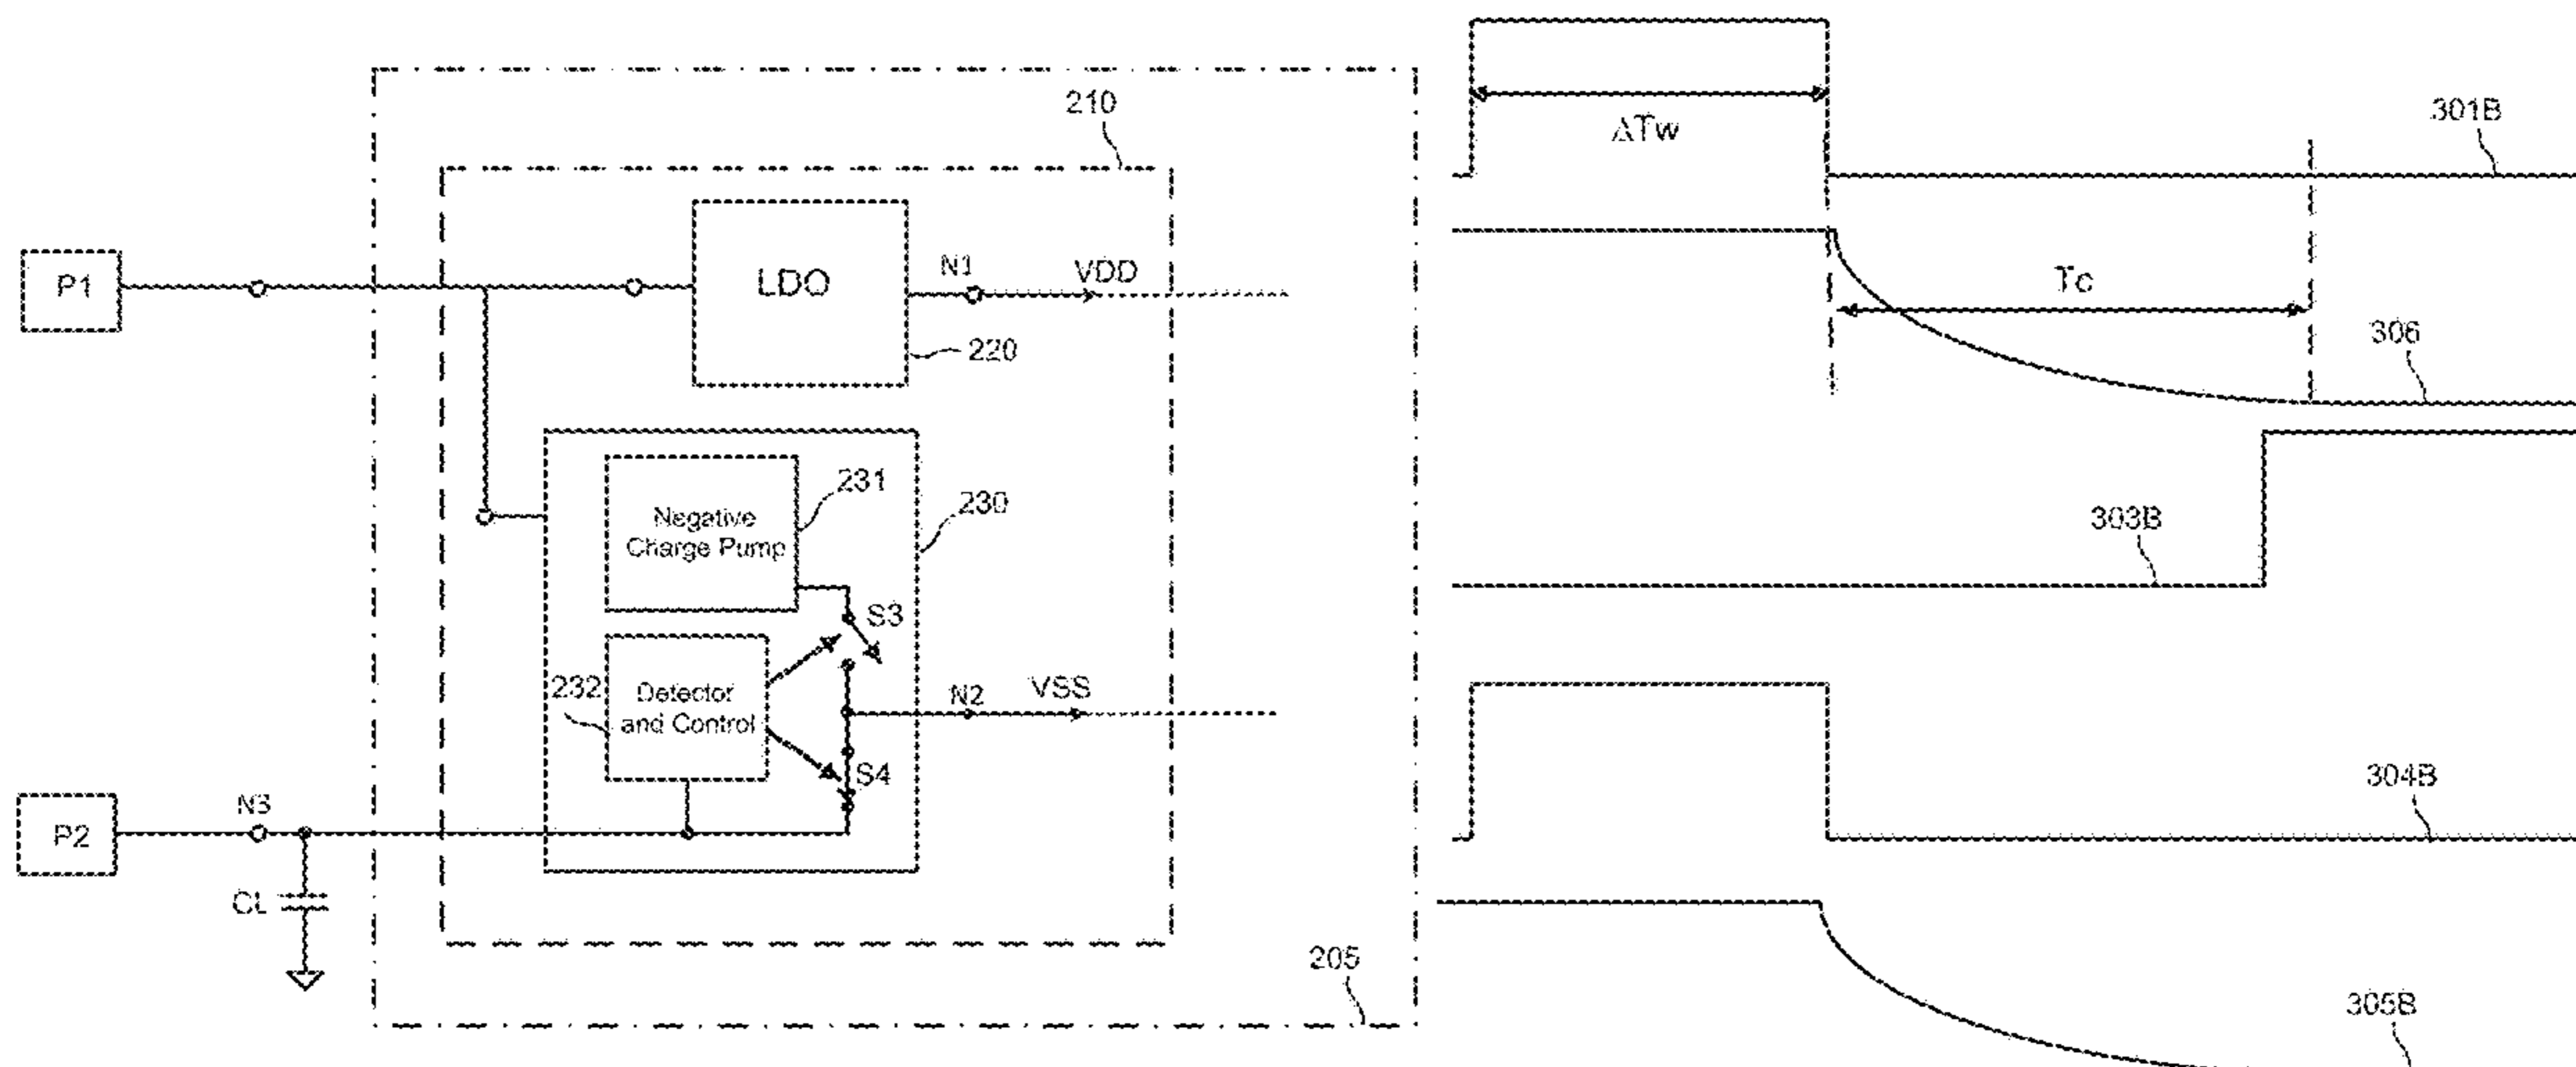 210
P1
LDO
N1
VDD
220
Negative
Charge Pump
231
230
S3
232
Detector
and Control
N2
VSS
S4
P2
N3
CL
205
ΔTw
301B
Tc
306
303B
304B
305B